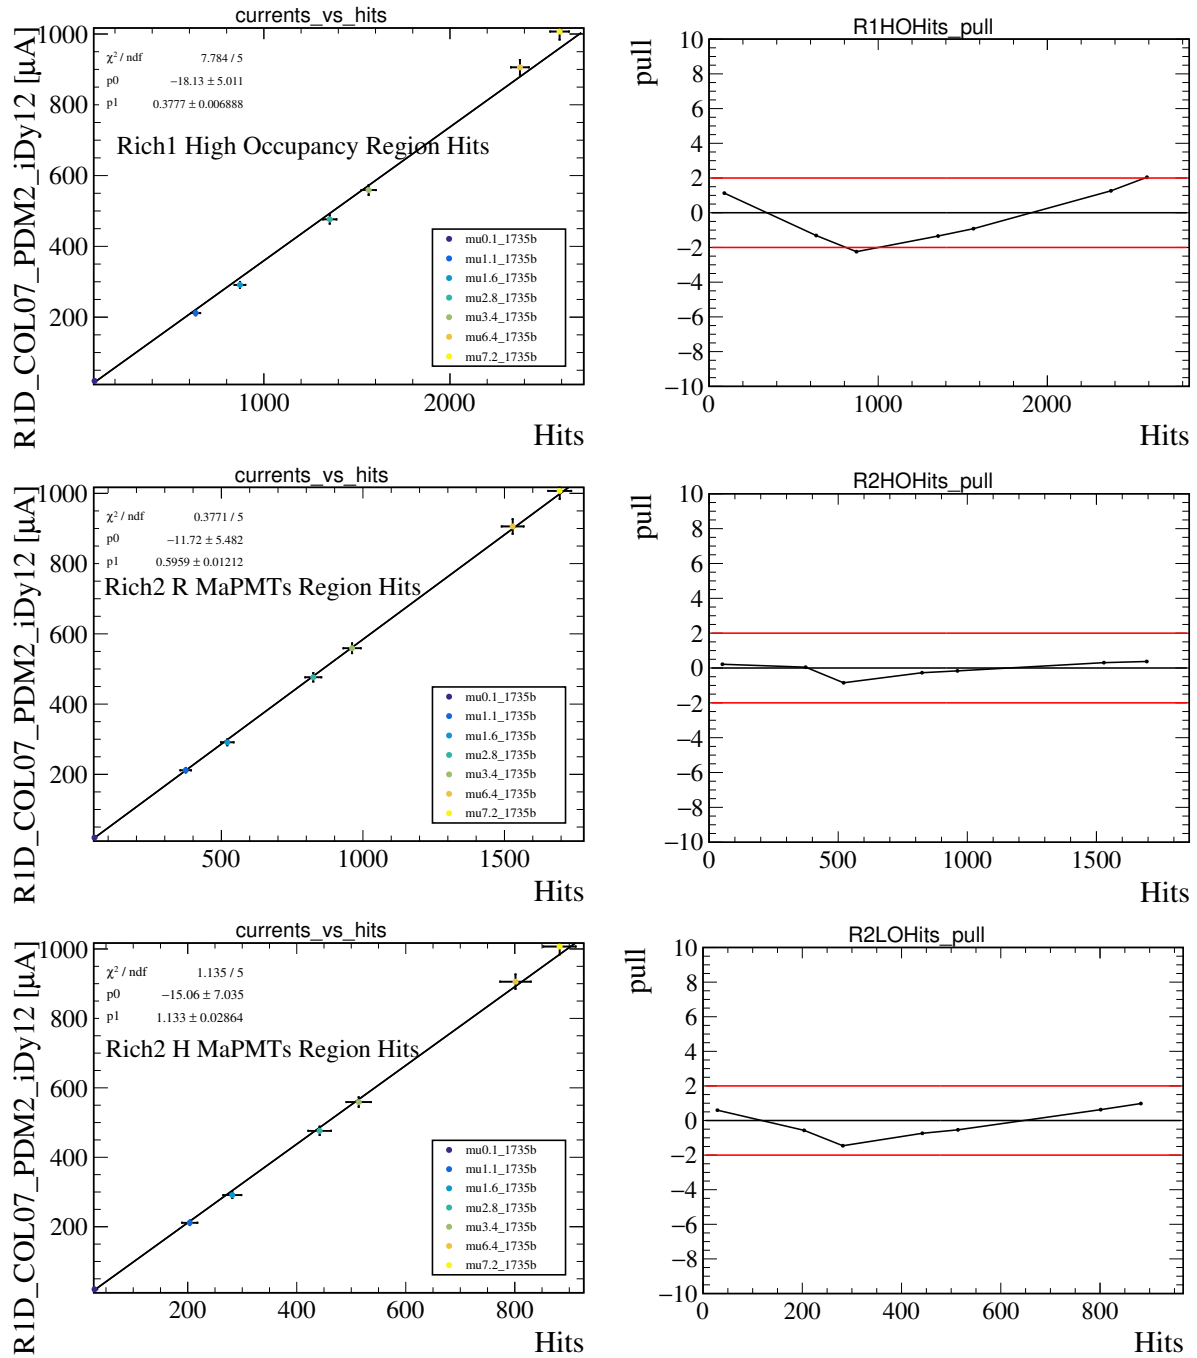 currents_vs_hits
R1D_COL07_PDM2_iDy12 [μA]
1000
800
600
400
200
χ² / ndf 7.784 / 5
p0 −18.13 ± 5.011
p1 0.3777 ± 0.006888
Rich1 High Occupancy Region Hits
mu0.1_1735b
mu1.1_1735b
mu1.6_1735b
mu2.8_1735b
mu3.4_1735b
mu6.4_1735b
mu7.2_1735b
1000 2000
Hits
R1HOHits_pull
pull
10
8
6
4
2
0
−2
−4
−6
−8
−10
0 1000 2000
Hits
currents_vs_hits
R1D_COL07_PDM2_iDy12 [μA]
1000
800
600
400
200
χ² / ndf 0.3771 / 5
p0 −11.72 ± 5.482
p1 0.5959 ± 0.01212
Rich2 R MaPMTs Region Hits
mu0.1_1735b
mu1.1_1735b
mu1.6_1735b
mu2.8_1735b
mu3.4_1735b
mu6.4_1735b
mu7.2_1735b
500 1000 1500
Hits
R2HOHits_pull
pull
10
8
6
4
2
0
−2
−4
−6
−8
−10
0 500 1000 1500
Hits
currents_vs_hits
R1D_COL07_PDM2_iDy12 [μA]
1000
800
600
400
200
χ² / ndf 1.135 / 5
p0 −15.06 ± 7.035
p1 1.133 ± 0.02864
Rich2 H MaPMTs Region Hits
mu0.1_1735b
mu1.1_1735b
mu1.6_1735b
mu2.8_1735b
mu3.4_1735b
mu6.4_1735b
mu7.2_1735b
200 400 600 800
Hits
R2LOHits_pull
pull
10
8
6
4
2
0
−2
−4
−6
−8
−10
0 200 400 600 800
Hits